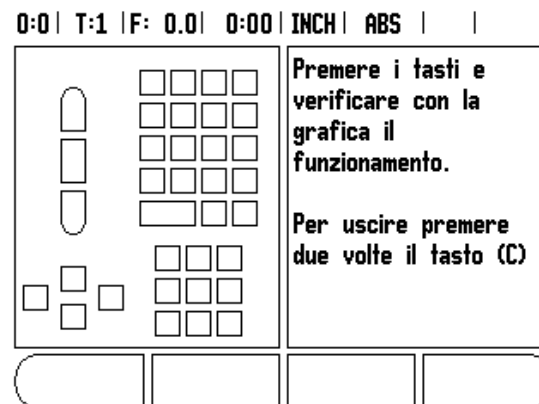 0:0| T:1 |F: 0.0| 0:00| INCH| ABS | |
Premere i tasti e
verificare con la
grafica il
funzionamento.
Per uscire premere
due volte il tasto (C)